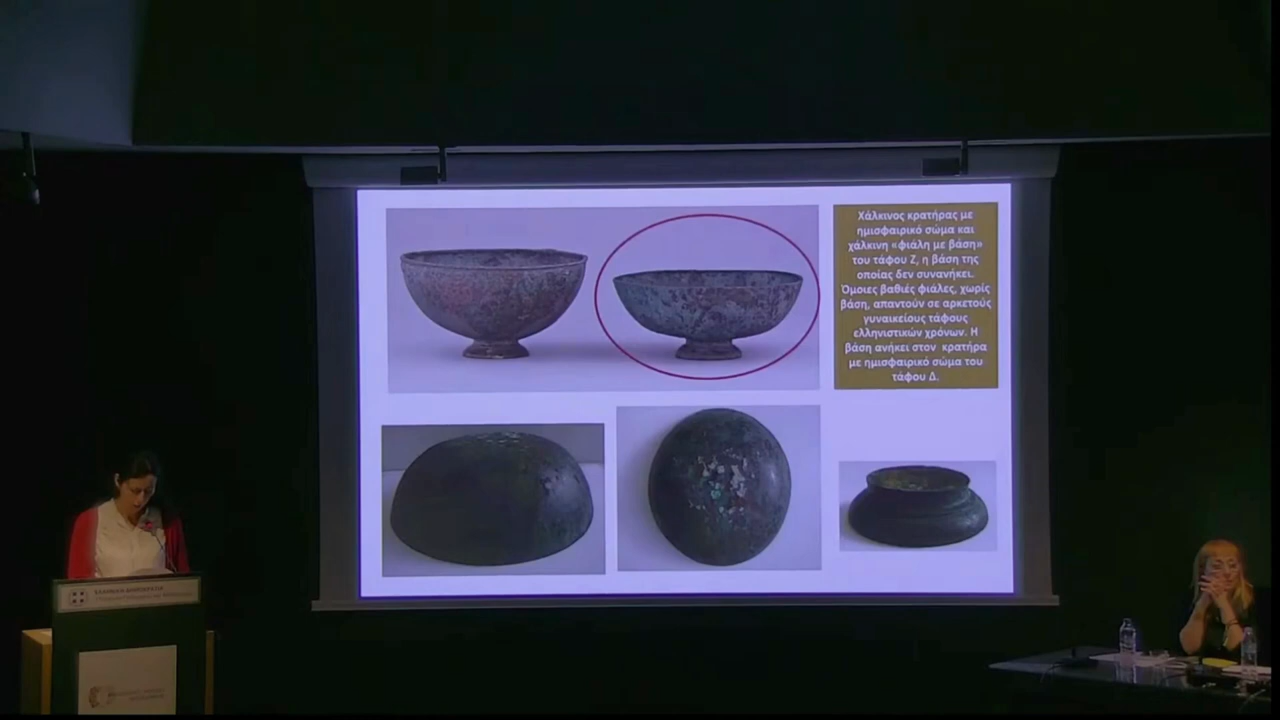 Χάλκινος κρατήρας με
ημισφαιρικό σώμα και
χάλκινη «φιάλη με βάση»
του τάφου Ζ, η βάση της
οποίας δεν συνανήκει.
Όμοιες βαθιές φιάλες, χωρίς
βάση, απαντούν σε αρκετούς
γυναικείους τάφους
ελληνιστικών χρόνων. Η
βάση ανήκει στον κρατήρα
με ημισφαιρικό σώμα του
τάφου Δ.
ΕΛΛΗΝΙΚΗ ΔΗΜΟΚΡΑΤΙΑ